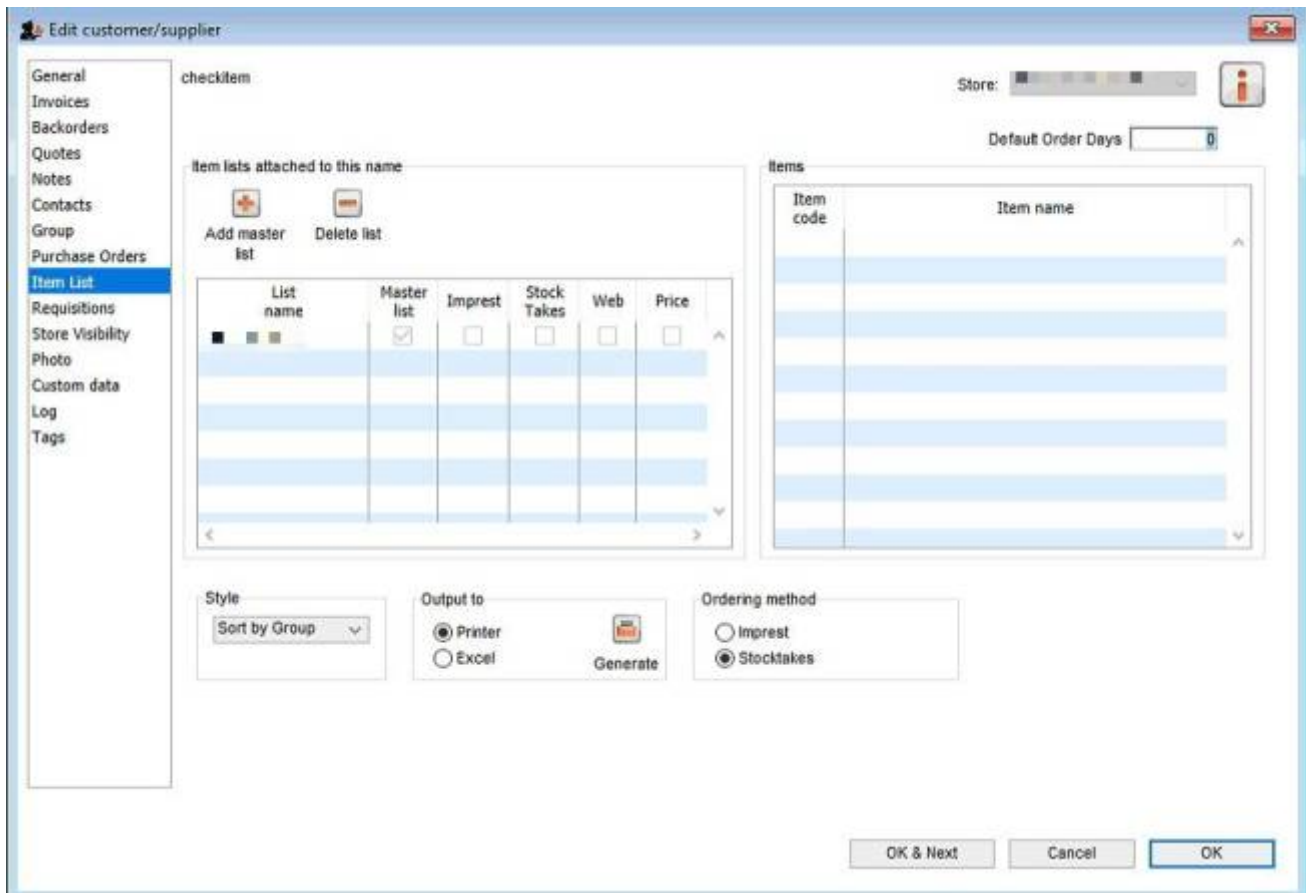 Edit customer/supplier
General
Invoices
Backorders
Quotes
Notes
Contacts
Group
Purchase Orders
Item List
Requisitions
Store Visibility
Photo
Custom data
Log
Tags
checkitem
Store:
Default Order Days 0
Item lists attached to this name
Add master
list
Delete list
List
name
Master
list
Imprest
Stock
Takes
Web
Price
Items
Item
code
Item name
Style
Sort by Group
Output to
Printer
Excel
Generate
Ordering method
Imprest
Stocktakes
OK & Next
Cancel
OK